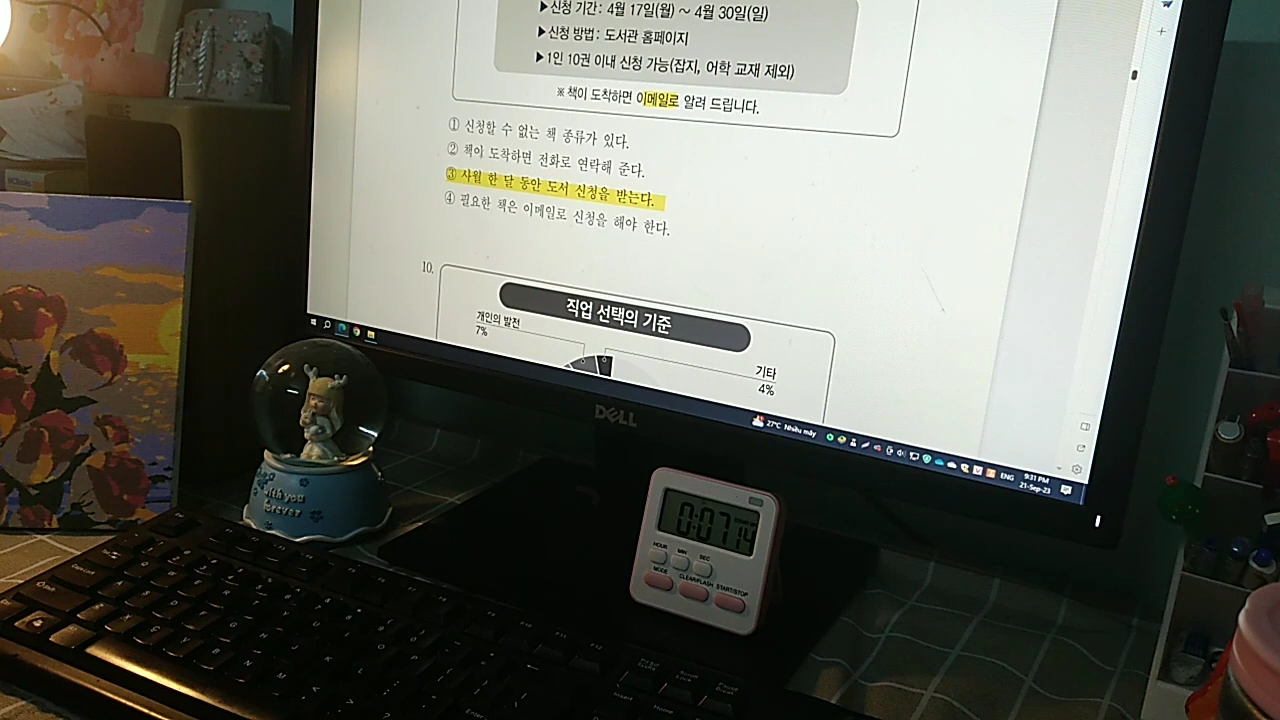 ▶신청 기간: 4월 17일(월) ~ 4월 30일(일)
▶신청 방법: 도서관 홈페이지
▶1인 10권 이내 신청 가능(잡지, 어학 교재 제외)
※ 책이 도착하면 이메일로 알려 드립니다.
① 신청할 수 없는 책 종류가 있다.
② 책이 도착하면 전화로 연락해 준다.
③ 사월 한 달 동안 도서 신청을 받는다.
④ 필요한 책은 이메일로 신청을 해야 한다.
10.
직업 선택의 기준
개인의 발전
7%
기타
4%
DELL
27°C Nhiều mây
ENG
9:31 PM
21-Sep-23
with you
forever
0:07 14
HOUR MIN SEC
MODE CLEAR/FLASH START/STOP